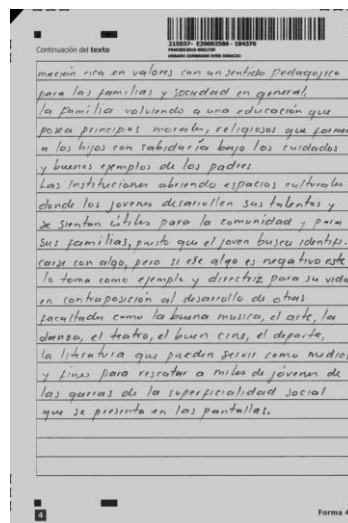 215037- E20002586 - 184376
Continuación del texto
mación rica en valores con un sentido pedagogico
para las familias y sociedad en general,
la familia volviendo a una educación que
posea principios morales, religiosos que formen
a los hijos con sabiduría bajo los cuidados
y buenos ejemplos de los padres
Las Instituciones abriendo espacios culturales
donde los jovenes desarrollen sus talentos y
se sientan útiles para la comunidad y para
sus familias, puesto que el joven busca identifi-
carse con algo, pero si ese algo es negativo este
lo toma como ejemplo y directriz para su vida
en contraposición al desarrollo de otras
facultades como la buena musica, el arte, la
danza, el teatro, el buen cine, el deporte,
la literatura que pueden servir como medios
y fines para rescatar a miles de jóvenes de
las garras de la superficialidad social
que se presenta en las pantallas.
4
Forma 4